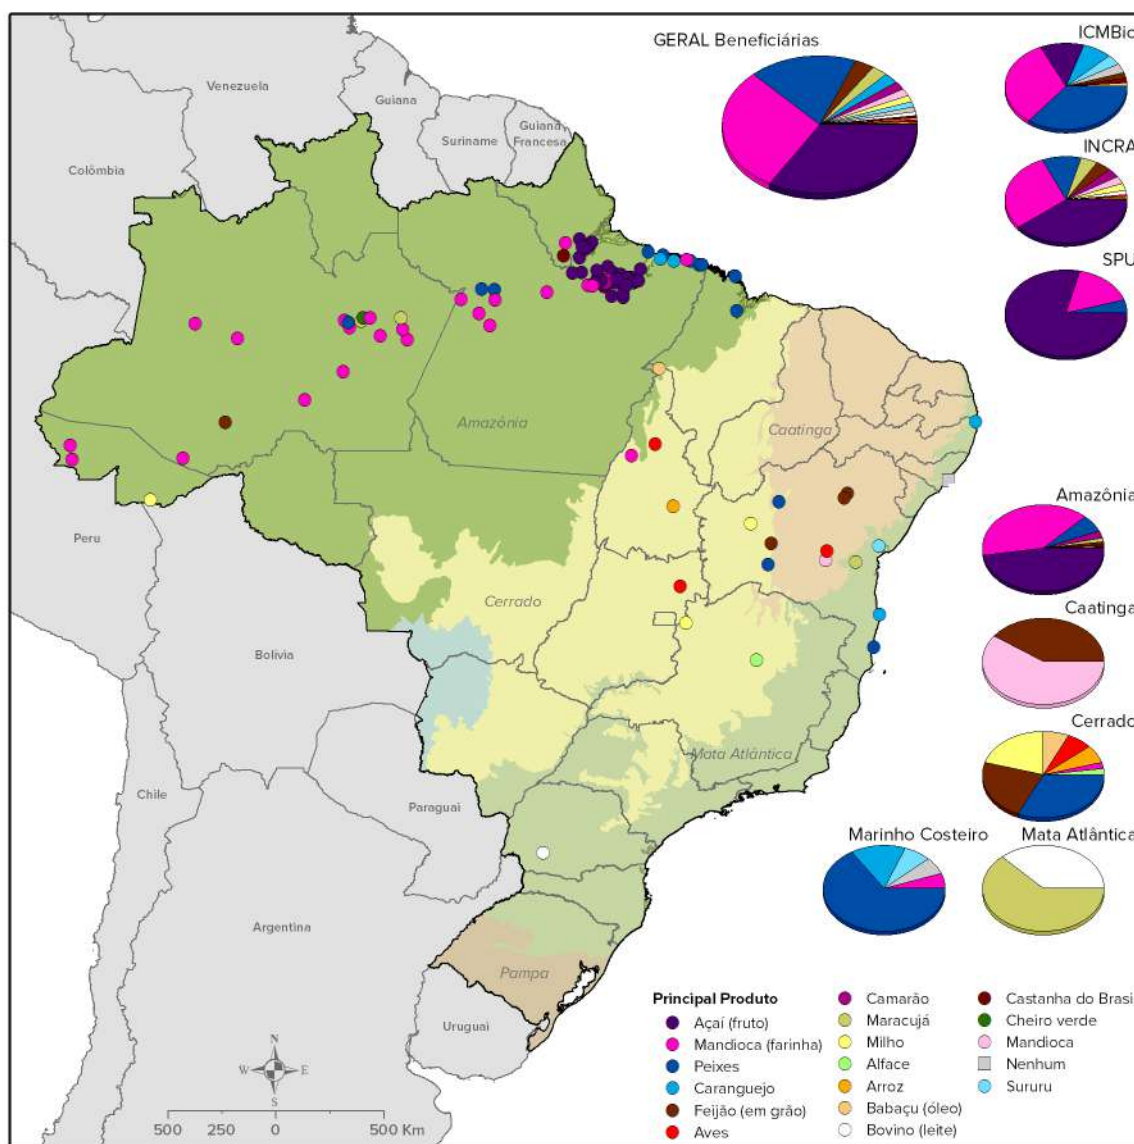 GERAL Beneficiárias
ICMBio
Venezuela
Guiana
Suriname
Guiana
Francesa
Colômbia
INCRA
SPU
Amazônia
Caatinga
Peru
Amazônia
Bolívia
Cerrado
Caatinga
Cerrado
Mata Atlântica
Chile
Paraguai
Marinho Costeiro
Mata Atlântica
Argentina
Pampa
Uruguai
Principal Produto
Açaí (fruto)
Mandioca (farinha)
Peixes
Caranguejo
Feijão (em grão)
Aves
Camarão
Maracujá
Milho
Alface
Arroz
Babaçu (óleo)
Bovino (leite)
Castanha do Brasi
Cheiro verde
Mandioca
Nenhum
Sururu
N
W
E
S
500 250 0 500 Km